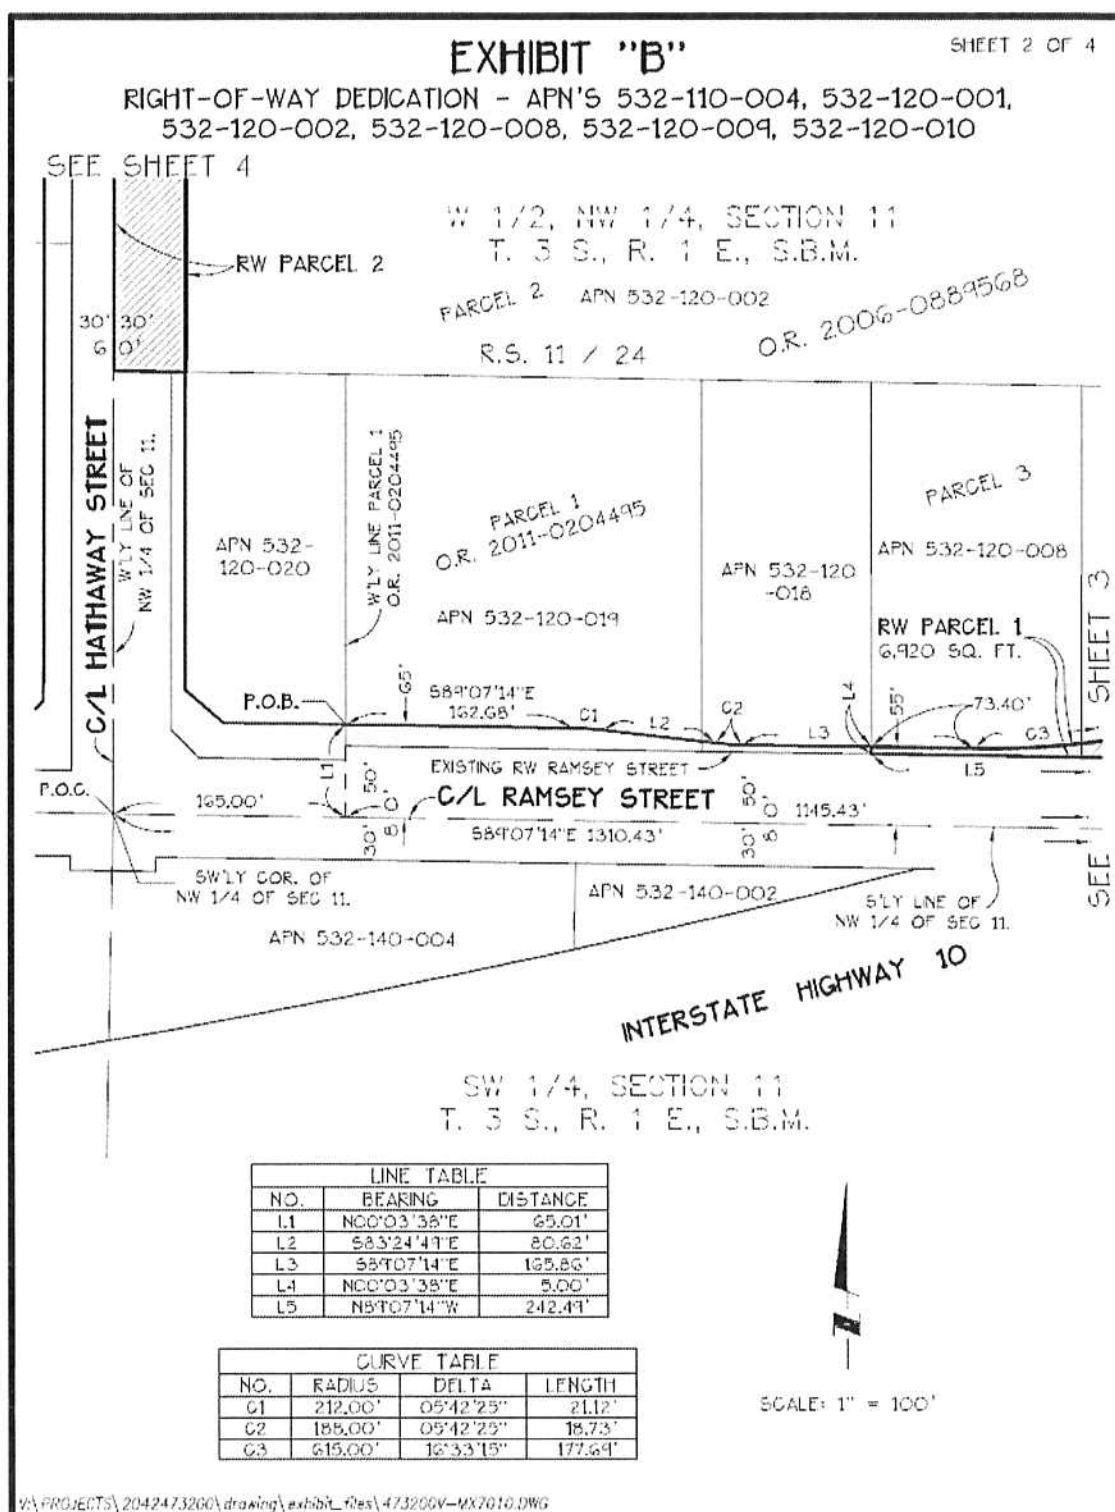 SHEET 2 OF 4
EXHIBIT "B"
RIGHT-OF-WAY DEDICATION - APN'S 532-110-004, 532-120-001,
532-120-002, 532-120-008, 532-120-009, 532-120-010
SEE SHEET 4
W 1/2, NW 1/4, SECTION 11
T. 3 S., R. 1 E., S.B.M.
RW PARCEL 2
PARCEL 2 APN 532-120-002
O.R. 2006-0889568
R.S. 11 / 24
30' 30'
60'
C/L HATHAWAY STREET
W'LY LINE OF
NW 1/4 OF SEC 11.
APN 532-
120-020
W'LY LINE PARCEL 1
O.R. 2011-0204495
PARCEL 1
O.R. 2011-0204495
APN 532-120-019
APN 532-120
-018
PARCEL 3
APN 532-120-008
RW PARCEL 1
6,920 SQ. FT.
SEE SHEET 3
P.O.B.
65'
S89°07'14"E
162.68'
C1
L2
C2
L3
L4
55'
73.40'
C3
L5
L1
50'
EXISTING RW RAMSEY STREET
P.O.C.
165.00'
C/L RAMSEY STREET
50'
1145.43'
30'
80'
S89°07'14"E 1310.43'
30'
80'
SW'LY COR. OF
NW 1/4 OF SEC 11.
APN 532-140-002
S'LY LINE OF
NW 1/4 OF SEC 11.
APN 532-140-004
INTERSTATE HIGHWAY 10
SW 1/4, SECTION 11
T. 3 S., R. 1 E., S.B.M.
LINE TABLE
NO. BEARING DISTANCE
L1 N00°03'38"E 65.01'
L2 S83°24'49"E 80.62'
L3 S89°07'14"E 165.86'
L4 N00°03'38"E 5.00'
L5 N89°07'14"W 242.49'
CURVE TABLE
NO. RADIUS DELTA LENGTH
C1 212.00' 05°42'25" 21.12'
C2 188.00' 05°42'25" 18.73'
C3 615.00' 16°33'15" 177.69'
N
SCALE: 1" = 100'
V:\PROJECTS\2042473200\drawing\exhibit_files\473200V-MX7010.DWG